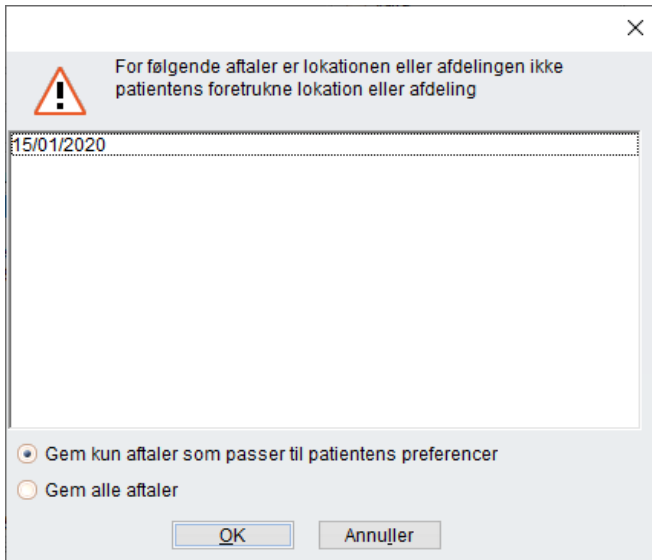 For følgende aftaler er lokationen eller afdelingen ikke
patientens foretrukne lokation eller afdeling
15/01/2020
Gem kun aftaler som passer til patientens preferencer
Gem alle aftaler
OK Annuller